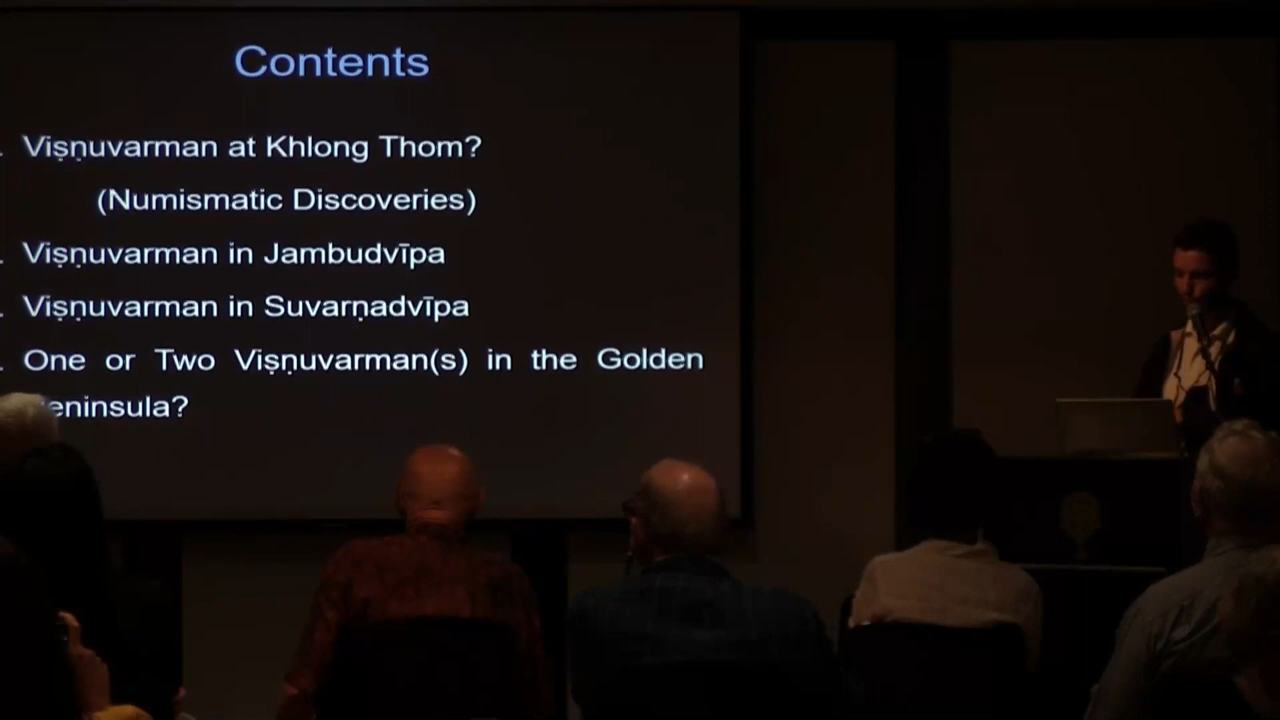 Contents
. Viṣṇuvarman at Khlong Thom?
(Numismatic Discoveries)
. Viṣṇuvarman in Jambudvīpa
. Viṣṇuvarman in Suvarṇadvīpa
. One or Two Viṣṇuvarman(s) in the Golden
eninsula?